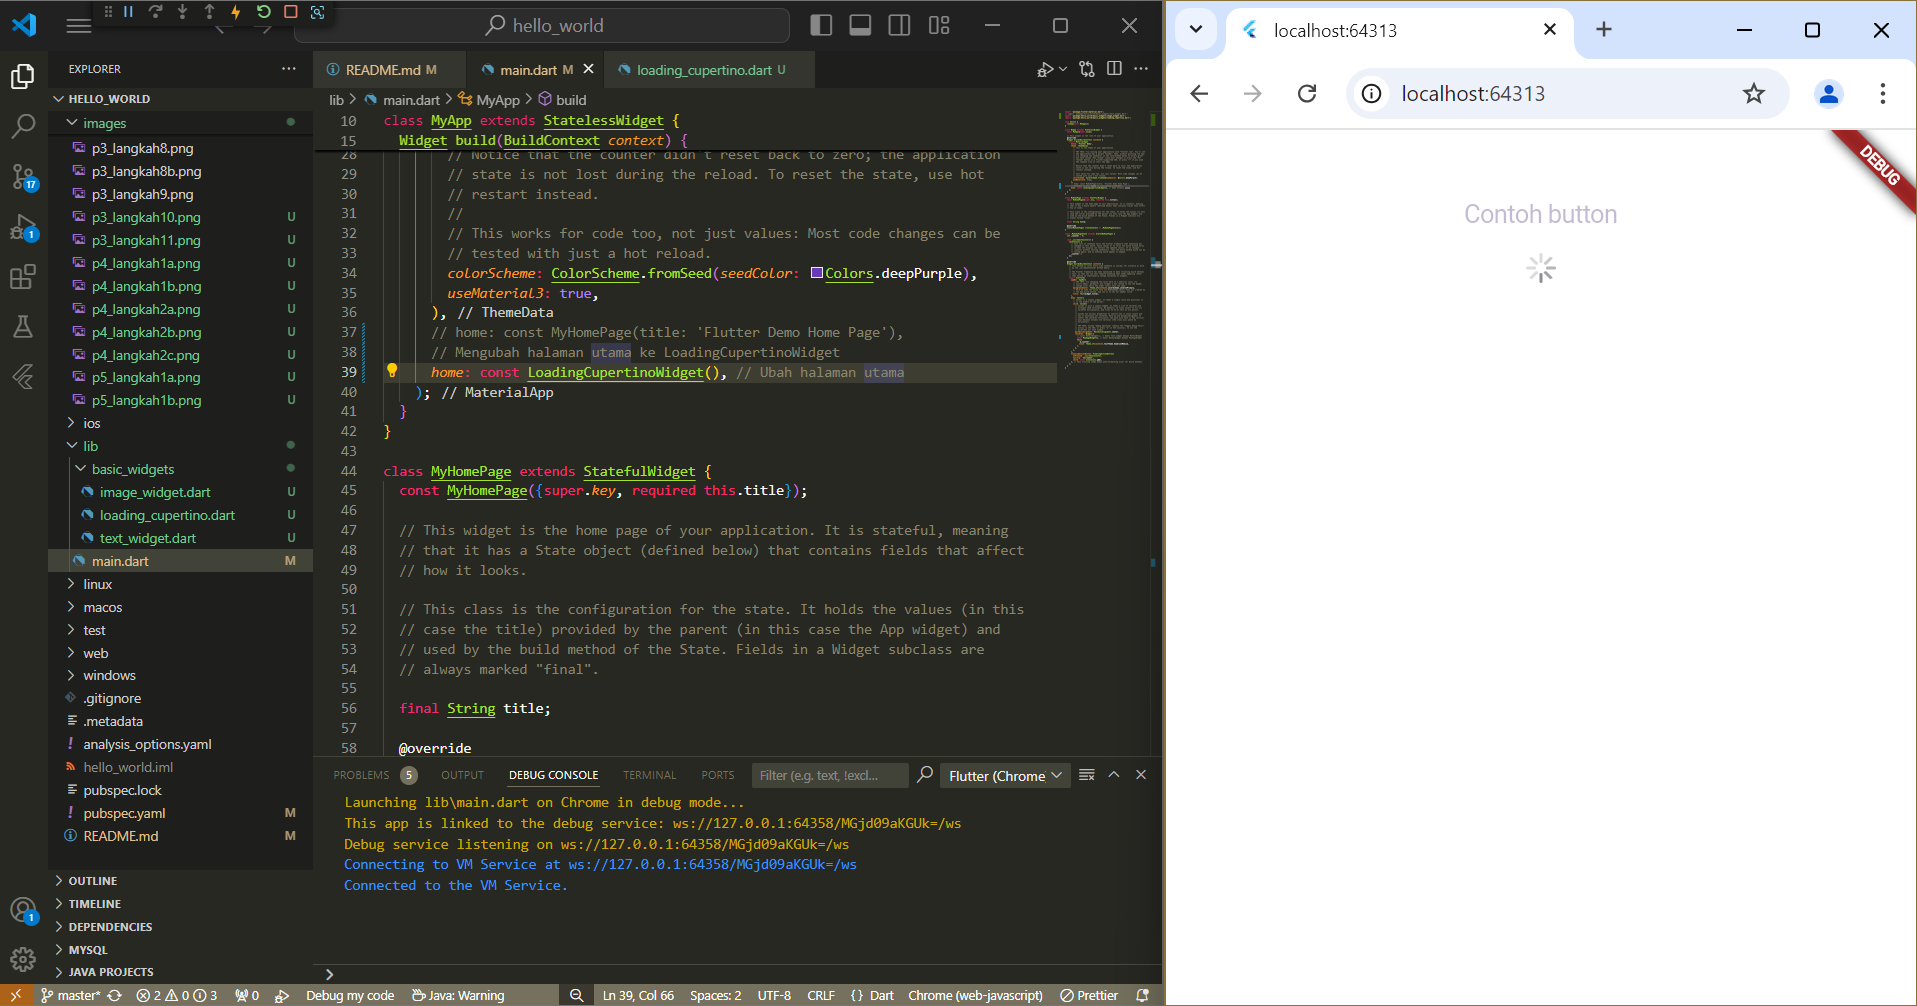 hello_world
EXPLORER
HELLO_WORLD
images
p3_langkah8.png
p3_langkah8b.png
p3_langkah9.png
p3_langkah10.png U
p3_langkah11.png U
p4_langkah1a.png U
p4_langkah1b.png U
p4_langkah2a.png U
p4_langkah2b.png U
p4_langkah2c.png U
p5_langkah1a.png U
p5_langkah1b.png U
ios
lib
basic_widgets
image_widget.dart U
loading_cupertino.dart U
text_widget.dart U
main.dart M
linux
macos
test
web
windows
.gitignore
.metadata
analysis_options.yaml
hello_world.iml
pubspec.lock
pubspec.yaml M
README.md M
OUTLINE
TIMELINE
DEPENDENCIES
MYSQL
JAVA PROJECTS
17
1
1
README.md M main.dart M loading_cupertino.dart U
lib > main.dart > MyApp > build
10 class MyApp extends StatelessWidget {
15 Widget build(BuildContext context) {
28 // Notice that the counter didn't reset back to zero; the application
29 // state is not lost during the reload. To reset the state, use hot
30 // restart instead.
31 //
32 // This works for code too, not just values: Most code changes can be
33 // tested with just a hot reload.
34 colorScheme: ColorScheme.fromSeed(seedColor: Colors.deepPurple),
35 useMaterial3: true,
36 ), // ThemeData
37 // home: const MyHomePage(title: 'Flutter Demo Home Page'),
38 // Mengubah halaman utama ke LoadingCupertinoWidget
39 home: const LoadingCupertinoWidget(), // Ubah halaman utama
40 ); // MaterialApp
41 }
42 }
43
44 class MyHomePage extends StatefulWidget {
45 const MyHomePage({super.key, required this.title});
46
47 // This widget is the home page of your application. It is stateful, meaning
48 // that it has a State object (defined below) that contains fields that affect
49 // how it looks.
50
51 // This class is the configuration for the state. It holds the values (in this
52 // case the title) provided by the parent (in this case the App widget) and
53 // used by the build method of the State. Fields in a Widget subclass are
54 // always marked "final".
55
56 final String title;
57
58 @override
PROBLEMS 5 OUTPUT DEBUG CONSOLE TERMINAL PORTS Filter (e.g. text, !excl... Flutter (Chrome
Launching lib\main.dart on Chrome in debug mode...
This app is linked to the debug service: ws://127.0.0.1:64358/MGjd09aKGUk=/ws
Debug service listening on ws://127.0.0.1:64358/MGjd09aKGUk=/ws
Connecting to VM Service at ws://127.0.0.1:64358/MGjd09aKGUk=/ws
Connected to the VM Service.
master* 2 0 3 0 Debug my code Java: Warning Ln 39, Col 66 Spaces: 2 UTF-8 CRLF {} Dart Chrome (web-javascript) Prettier
localhost:64313
localhost:64313
DEBUG
Contoh button